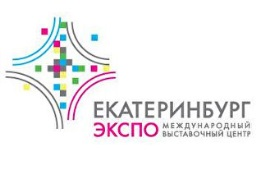 ЕКАТЕРИНБУРГ
ЭКСПО МЕЖДУНАРОДНЫЙ
ВЫСТАВОЧНЫЙ ЦЕНТР